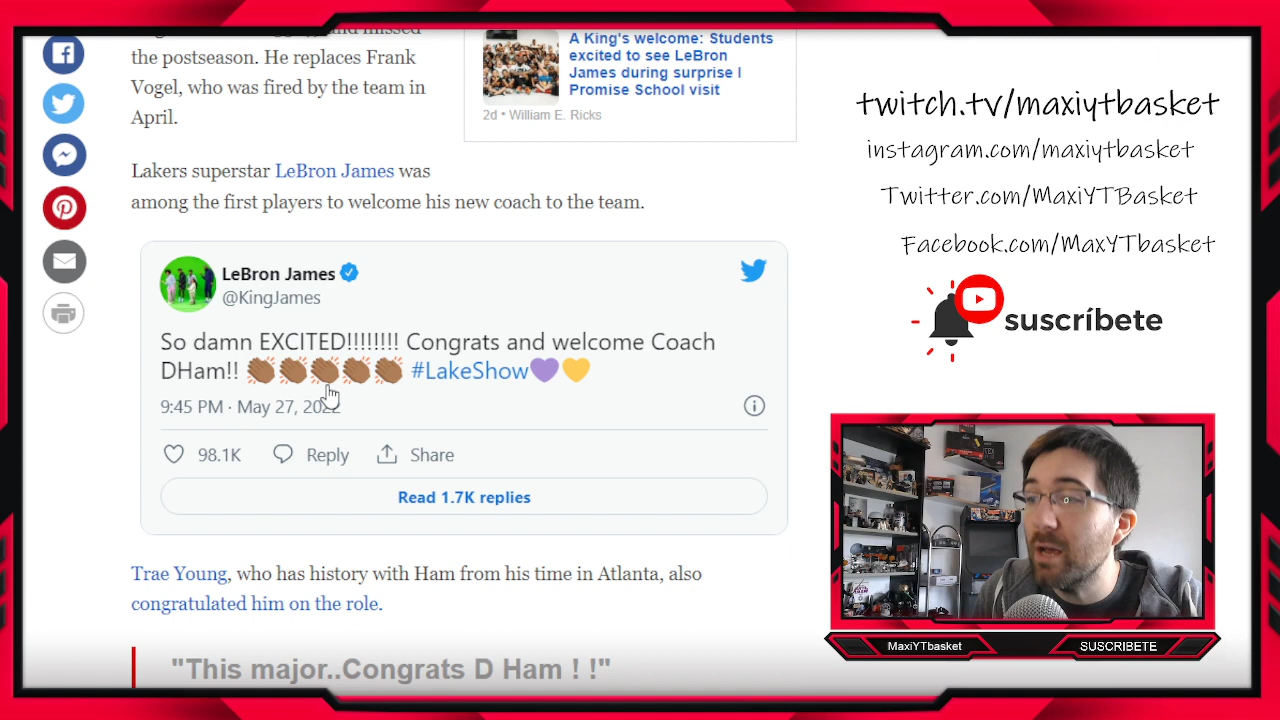 the postseason. He replaces Frank
Vogel, who was fired by the team in
April.
A King's welcome: Students
excited to see LeBron
James during surprise I
Promise School visit
2d • William E. Ricks
Lakers superstar LeBron James was
among the first players to welcome his new coach to the team.
LeBron James
@KingJames
So damn EXCITED!!!!!!!! Congrats and welcome Coach
DHam!! 👏🏾👏🏾👏🏾👏🏾👏🏾 #LakeShow💜💛
9:45 PM · May 27, 2022
98.1K Reply Share
Read 1.7K replies
Trae Young, who has history with Ham from his time in Atlanta, also
congratulated him on the role.
"This major..Congrats D Ham ! !"
twitch.tv/maxiytbasket
instagram.com/maxiytbasket
Twitter.com/MaxiYTBasket
Facebook.com/MaxYTbasket
suscríbete
MaxiYTbasket
SUSCRIBETE